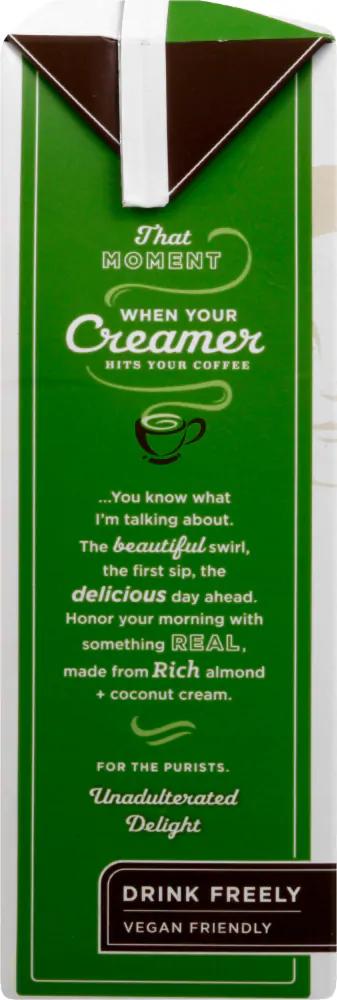 That
MOMENT
WHEN YOUR
Creamer
HITS YOUR COFFEE
...You know what
I'm talking about.
The beautiful swirl,
the first sip, the
delicious day ahead.
Honor your morning with
something REAL,
made from Rich almond
+ coconut cream.
FOR THE PURISTS.
Unadulterated
Delight
DRINK FREELY
VEGAN FRIENDLY